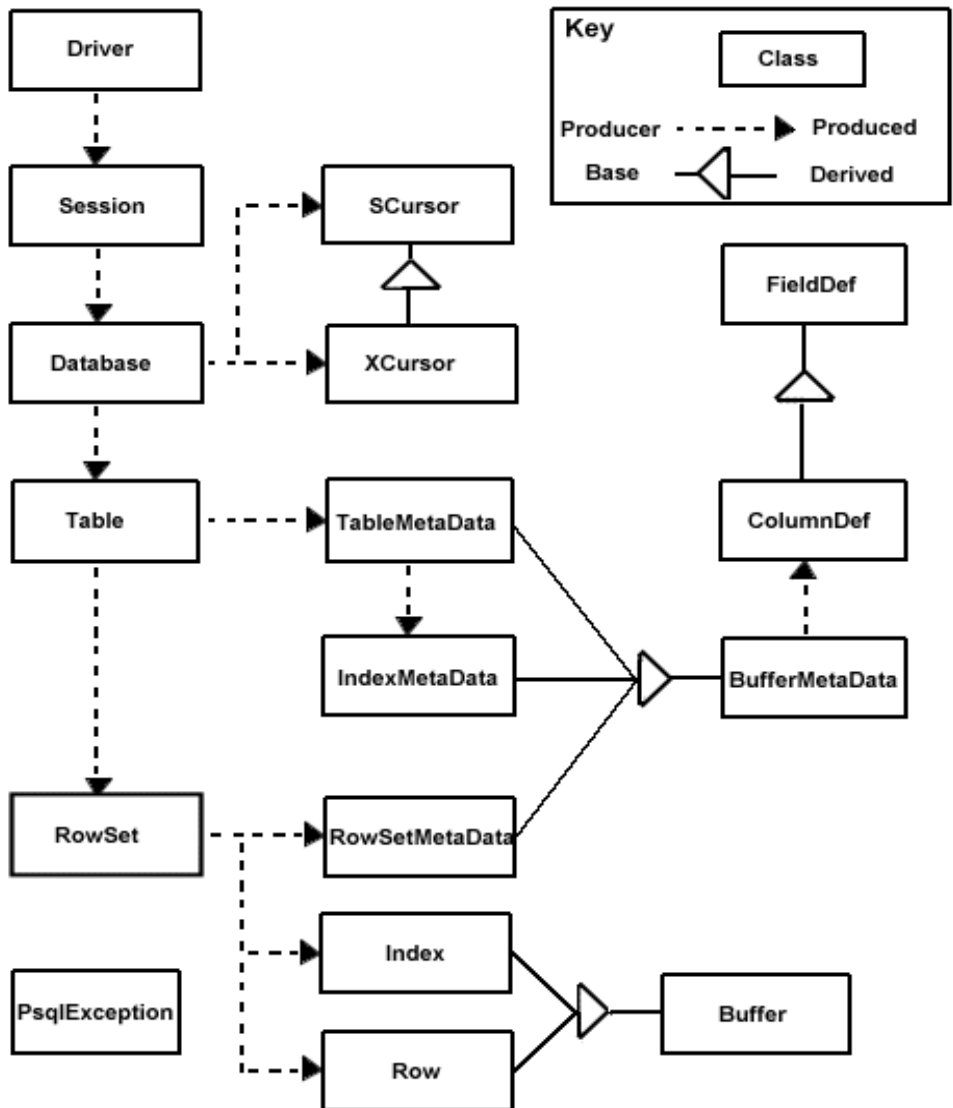 Driver
Key
Class
Producer
Produced
Base
Derived
Session
SCursor
FieldDef
Database
XCursor
Table
TableMetaData
ColumnDef
IndexMetaData
BufferMetaData
RowSet
RowSetMetaData
Index
PsqlException
Buffer
Row